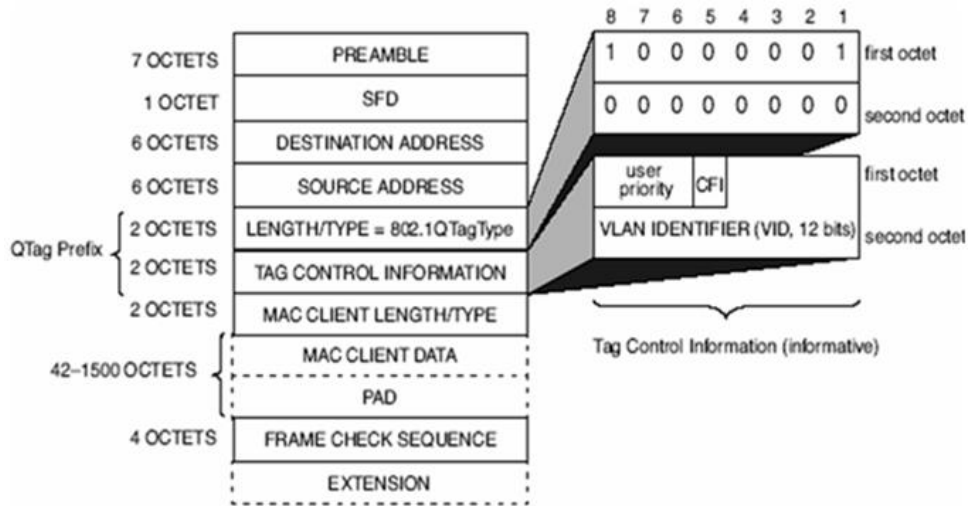 8 7 6 5 4 3 2 1
7 OCTETS PREAMBLE 1 0 0 0 0 0 0 1 first octet
1 OCTET SFD 0 0 0 0 0 0 0 0 second octet
6 OCTETS DESTINATION ADDRESS
6 OCTETS SOURCE ADDRESS user priority CFI first octet
QTag Prefix
2 OCTETS LENGTH/TYPE = 802.1QTagType VLAN IDENTIFIER (VID, 12 bits) second octet
2 OCTETS TAG CONTROL INFORMATION
2 OCTETS MAC CLIENT LENGTH/TYPE
Tag Control Information (informative)
42–1500 OCTETS MAC CLIENT DATA
PAD
4 OCTETS FRAME CHECK SEQUENCE
EXTENSION